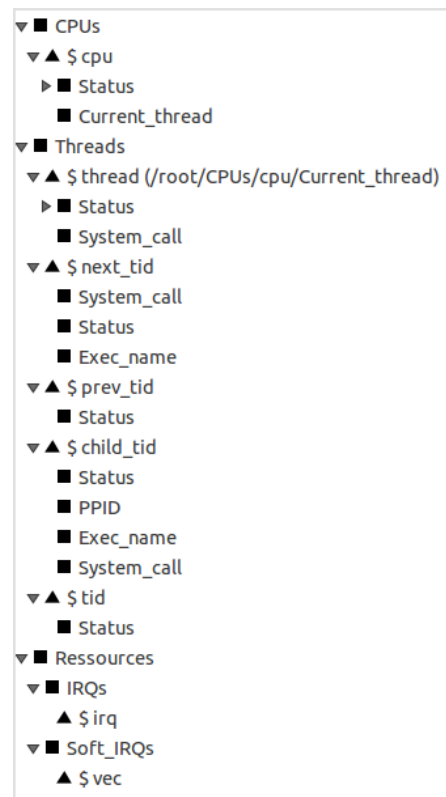 CPUs
$ cpu
Status
Current_thread
Threads
$ thread (/root/CPUs/cpu/Current_thread)
Status
System_call
$ next_tid
System_call
Status
Exec_name
$ prev_tid
Status
$ child_tid
Status
PPID
Exec_name
System_call
$ tid
Status
Ressources
IRQs
$ irq
Soft_IRQs
$ vec